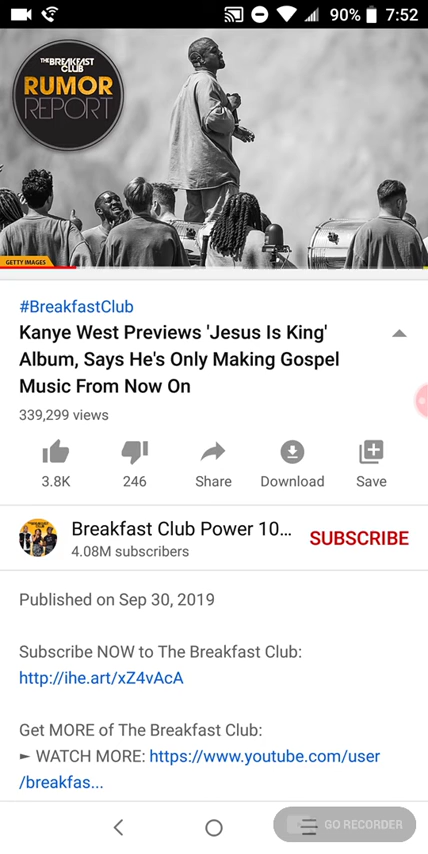 90% 7:52
THE BREAKFAST
CLUB
RUMOR
REPORT
GETTY IMAGES
#BreakfastClub
Kanye West Previews 'Jesus Is King'
Album, Says He's Only Making Gospel
Music From Now On
339,299 views
3.8K 246 Share Download Save
Breakfast Club Power 10...
SUBSCRIBE
4.08M subscribers
Published on Sep 30, 2019
Subscribe NOW to The Breakfast Club:
http://ihe.art/xZ4vAcA
Get MORE of The Breakfast Club:
► WATCH MORE: https://www.youtube.com/user
/breakfas...
GO RECORDER